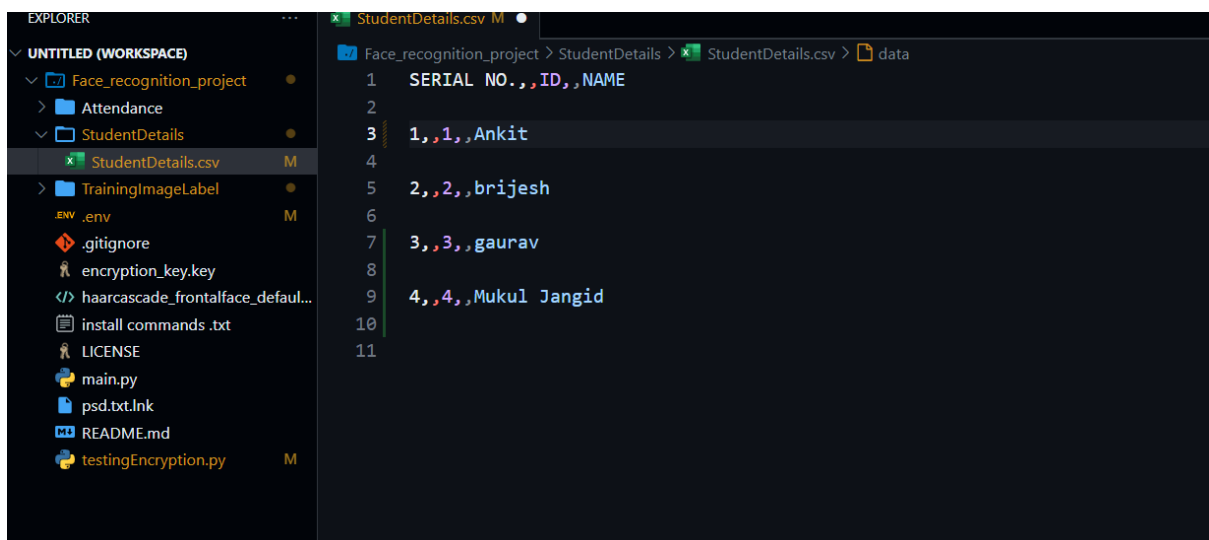 EXPLORER
...
UNTITLED (WORKSPACE)
Face_recognition_project
Attendance
StudentDetails
StudentDetails.csv M
TrainingImageLabel
.ENV .env M
.gitignore
encryption_key.key
haarcascade_frontalface_defaul...
install commands .txt
LICENSE
main.py
psd.txt.lnk
README.md
testingEncryption.py M
StudentDetails.csv M
Face_recognition_project > StudentDetails > StudentDetails.csv > data
1 SERIAL NO.,,ID,,NAME
2
3 1,,1,,Ankit
4
5 2,,2,,brijesh
6
7 3,,3,,gaurav
8
9 4,,4,,Mukul Jangid
10
11